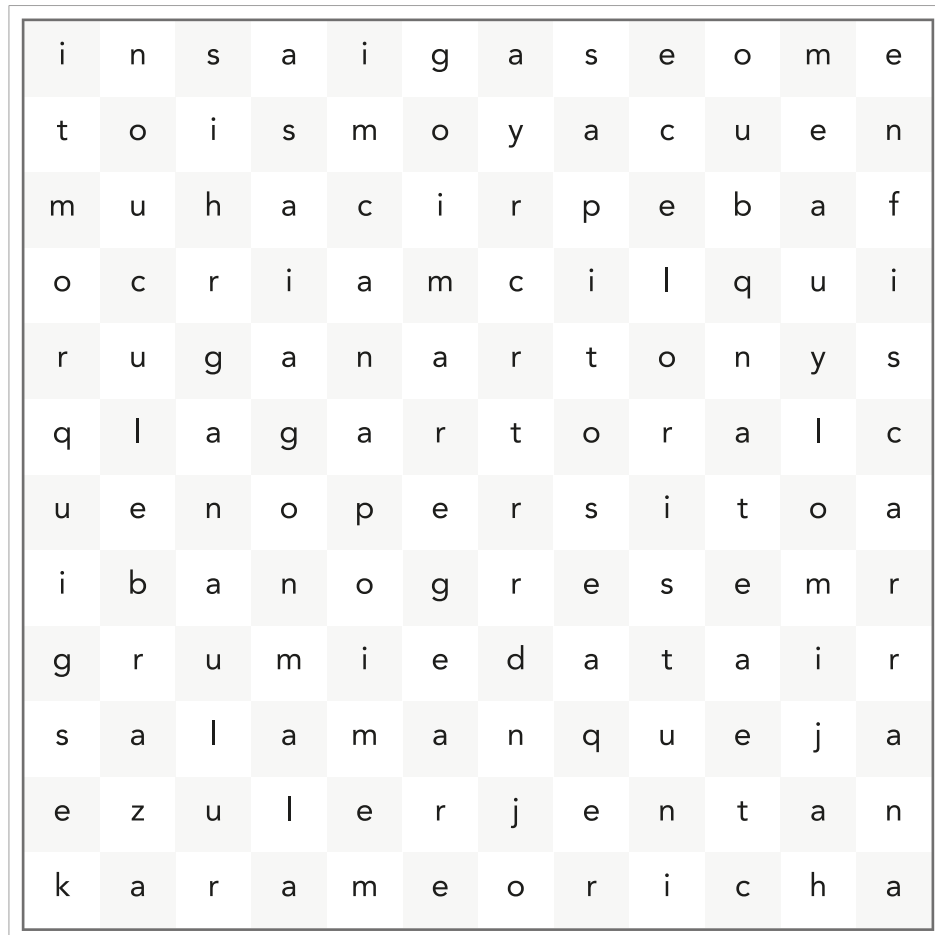 i n s a i g a s e o m e
t o i s m o y a c u e n
m u h a c i r p e b a f
o c r i a m c i l q u i
r u g a n a r t o n y s
q l a g a r t o r a l c
u e n o p e r s i t o a
i b a n o g r e s e m r
g r u m i e d a t a i r
s a l a m a n q u e j a
e z u l e r j e n t a n
k a r a m e o r i c h a